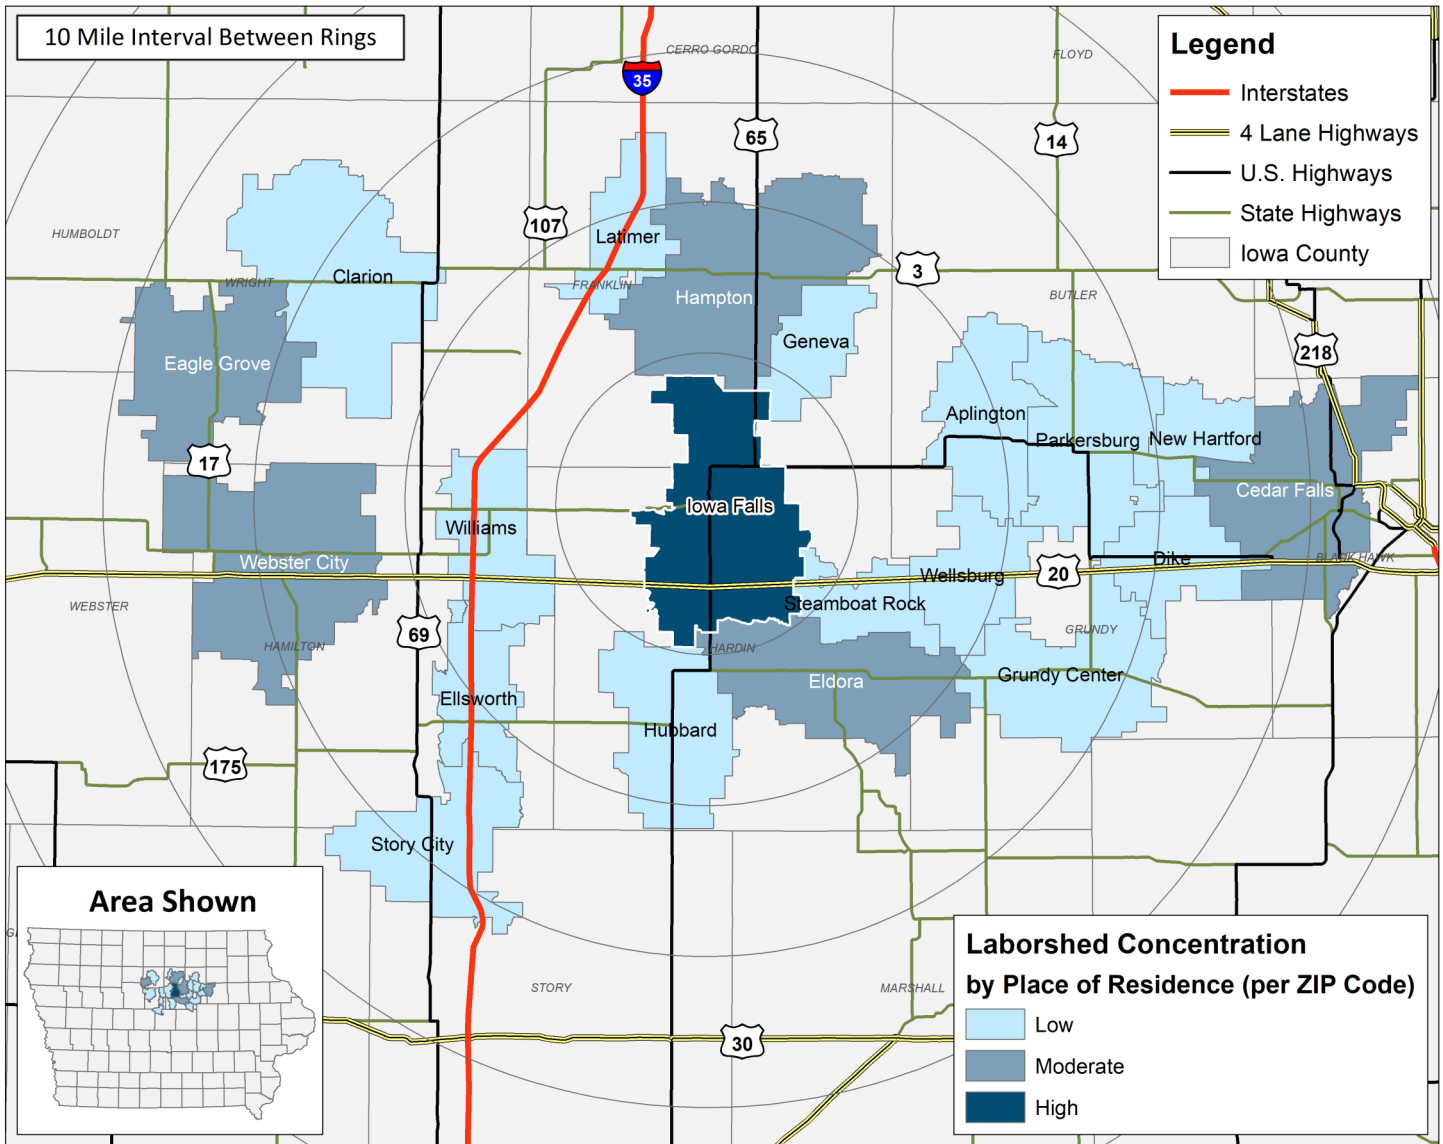 10 Mile Interval Between Rings
CERRO GORDO
FLOYD
Legend
Interstates
4 Lane Highways
U.S. Highways
State Highways
Iowa County
35
65
14
107
HUMBOLDT
Latimer
3
WRIGHT
Clarion
FRANKLIN
Hampton
BUTLER
Geneva
218
Eagle Grove
Aplington
Parkersburg
New Hartford
17
Cedar Falls
Iowa Falls
Williams
Webster City
BLACK HAWK
Dike
Wellsburg
20
WEBSTER
Steamboat Rock
69
GRUNDY
HAMILTON
HARDIN
Grundy Center
Eldora
Ellsworth
Hubbard
175
Story City
Area Shown
STORY
MARSHALL
30
Laborshed Concentration
by Place of Residence (per ZIP Code)
Low
Moderate
High